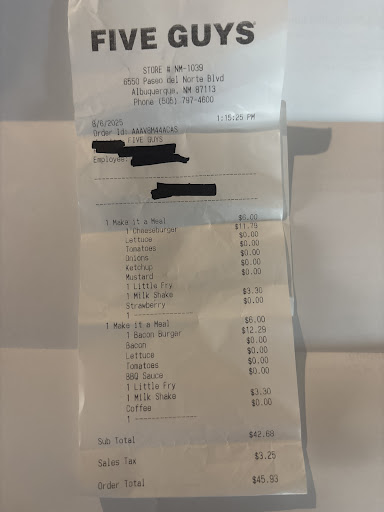 FIVE GUYS
STORE # NM-1039
6550 Paseo del Norte Blvd
Albuquerque, NM 87113
Phone (505) 797-4600
6/6/2025 1:15:25 PM
Order Id: AAAVSM44ACAS
FIVE GUYS
Employee:
1 Make it a Meal $6.00
1 Cheeseburger $11.79
Lettuce $0.00
Tomatoes $0.00
Onions $0.00
Ketchup $0.00
Mustard $0.00
1 Little Fry
1 Milk Shake $3.30
Strawberry $0.00
1 ---------------
1 Make it a Meal $6.00
1 Bacon Burger $12.29
Bacon $0.00
Lettuce $0.00
Tomatoes $0.00
BBQ Sauce $0.00
1 Little Fry
1 Milk Shake $3.30
Coffee $0.00
1 ---------------
Sub Total $42.68
Sales Tax $3.25
Order Total $45.93